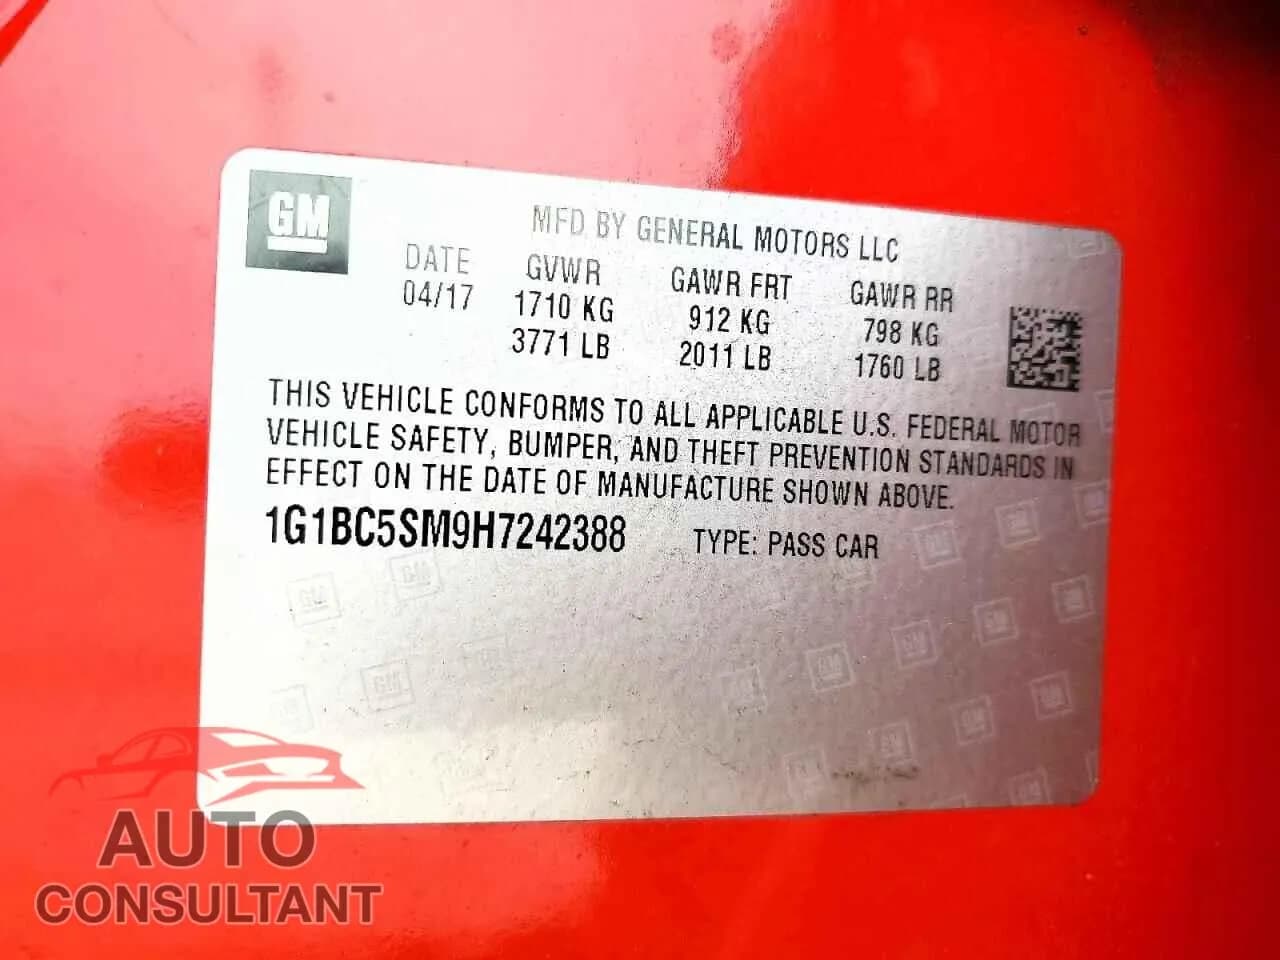 GM
MFD BY GENERAL MOTORS LLC
DATE GVWR GAWR FRT GAWR RR
04/17 1710 KG 912 KG 798 KG
3771 LB 2011 LB 1760 LB
THIS VEHICLE CONFORMS TO ALL APPLICABLE U.S. FEDERAL MOTOR
VEHICLE SAFETY, BUMPER, AND THEFT PREVENTION STANDARDS IN
EFFECT ON THE DATE OF MANUFACTURE SHOWN ABOVE.
1G1BC5SM9H7242388 TYPE: PASS CAR
AUTO
CONSULTANT